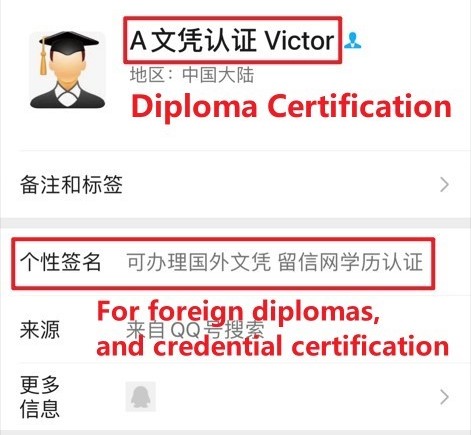 A文凭认证 Victor
地区：中国大陆
Diploma Certification
备注和标签
个性签名 可办理国外文凭 留信网学历认证
For foreign diplomas,
来源 来自QQ号搜索
and credential certification
更多
信息